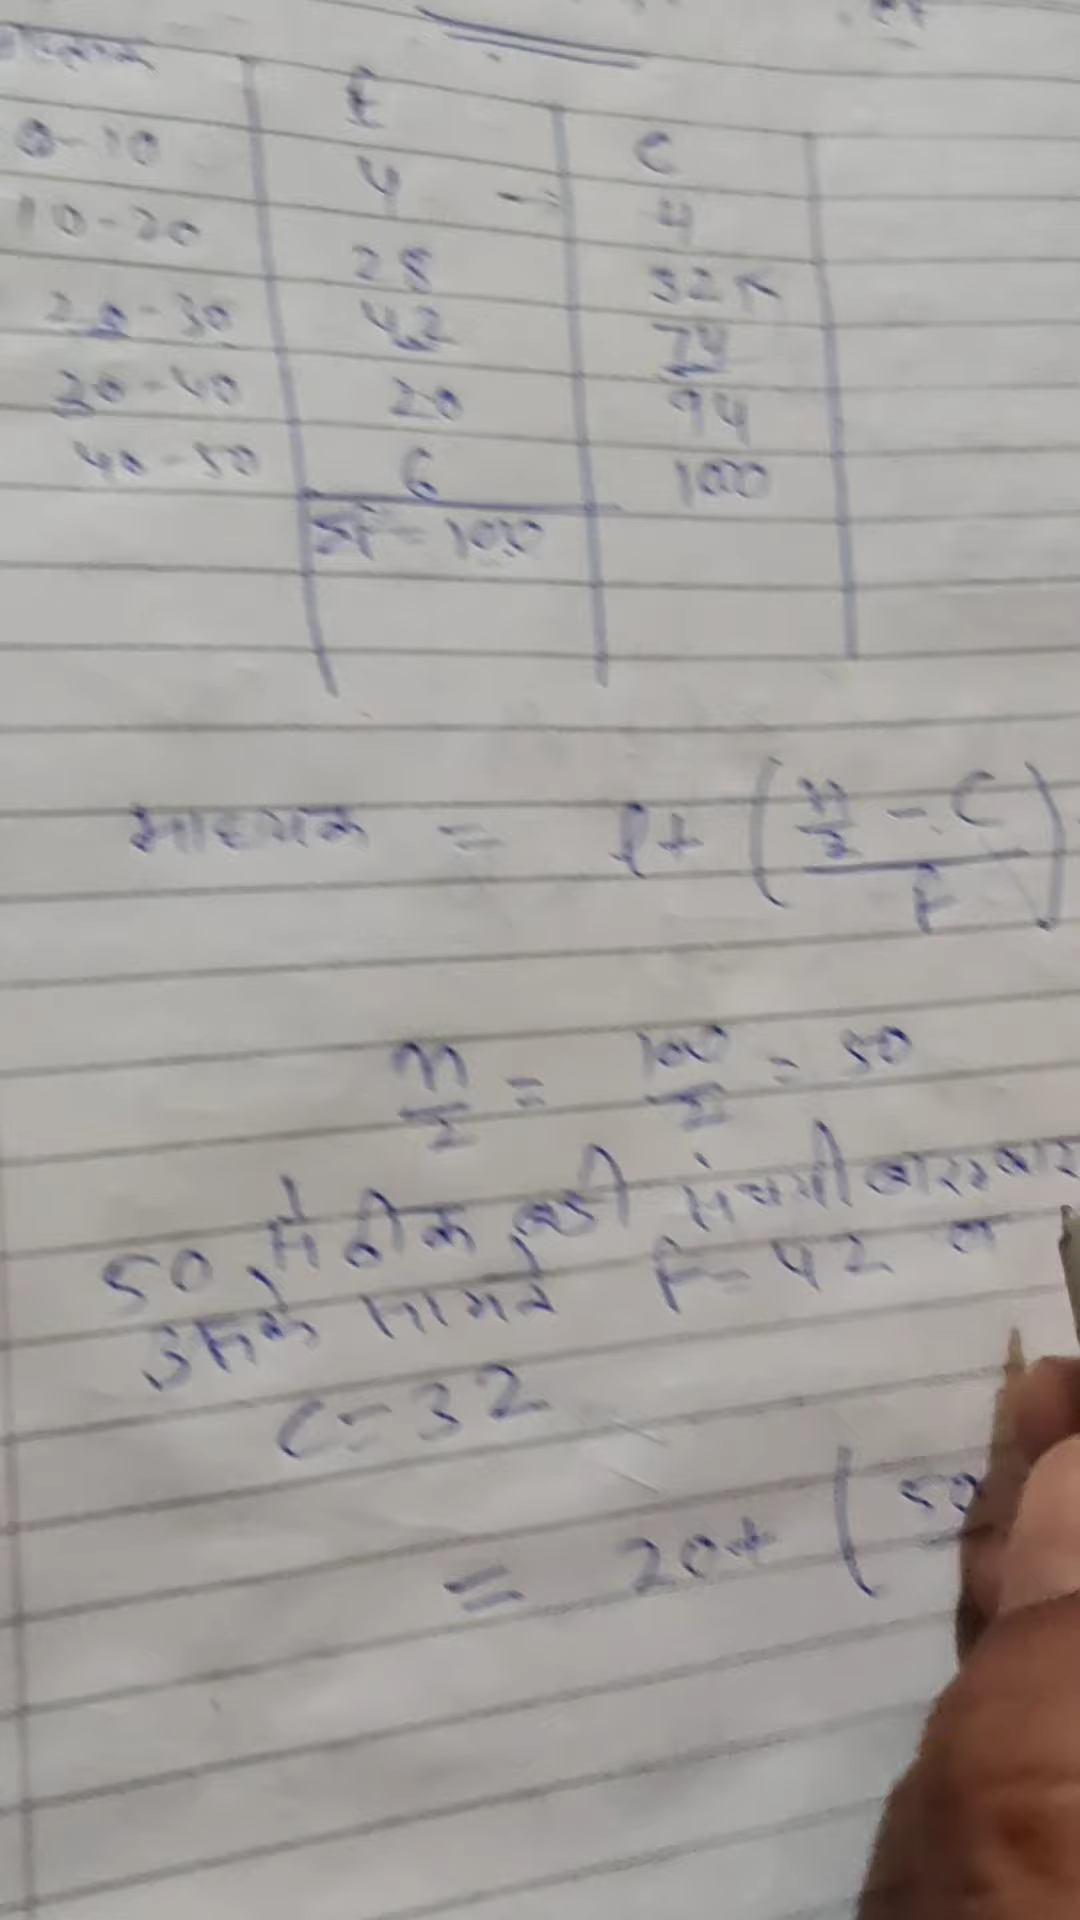 f C
0-10 4 4
10-20 28 32
20-30 42 74
30-40 20 94
40-50 6 100
Σf = 100
माध्यक = l + ( n/2 - C / f )
n/2 = 100/2 = 50
50 से ठीक बड़ी संचयी
उसके सामने f = 42 व
C = 32
= 20 + ( 50